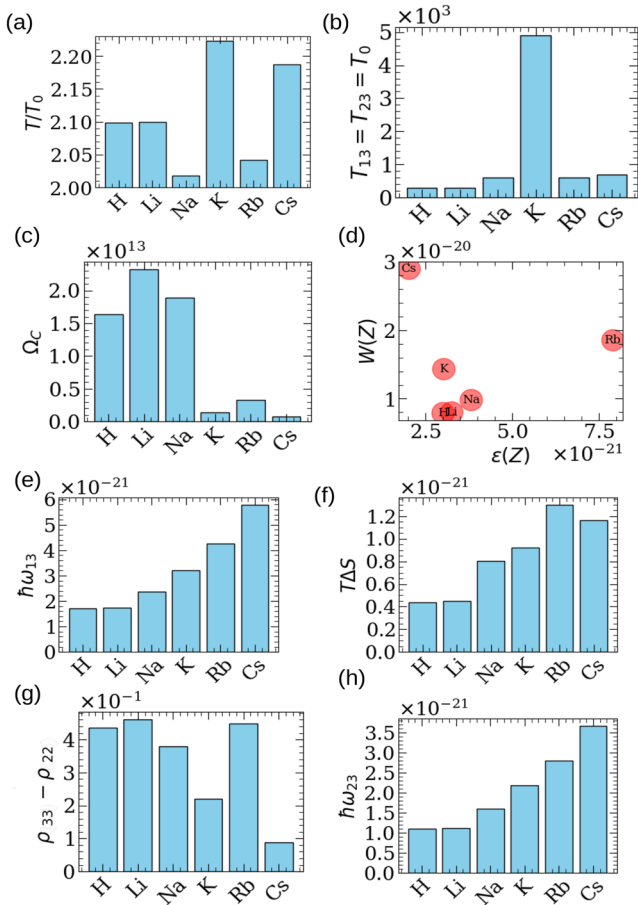 (a)
T/T₀
2.20
2.15
2.10
2.05
2.00
H Li Na K Rb Cs
(b)
×10³
T₁₃ = T₂₃ = T₀
5
4
3
2
1
0
H Li Na K Rb Cs
(c)
×10¹³
Ω_C
2.0
1.5
1.0
0.5
0.0
H Li Na K Rb Cs
(d)
×10⁻²⁰
W(Z)
3
2
1
Cs
Rb
K
Na
H Li
2.5 5.0 7.5
ε(Z) ×10⁻²¹
(e)
×10⁻²¹
ħω₁₃
6
5
4
3
2
1
0
H Li Na K Rb Cs
(f)
×10⁻²¹
TΔS
1.2
1.0
0.8
0.6
0.4
0.2
0.0
H Li Na K Rb Cs
(g)
×10⁻¹
ρ₃₃ − ρ₂₂
4
3
2
1
0
H Li Na K Rb Cs
(h)
×10⁻²¹
ħω₂₃
3.5
3.0
2.5
2.0
1.5
1.0
0.5
0.0
H Li Na K Rb Cs